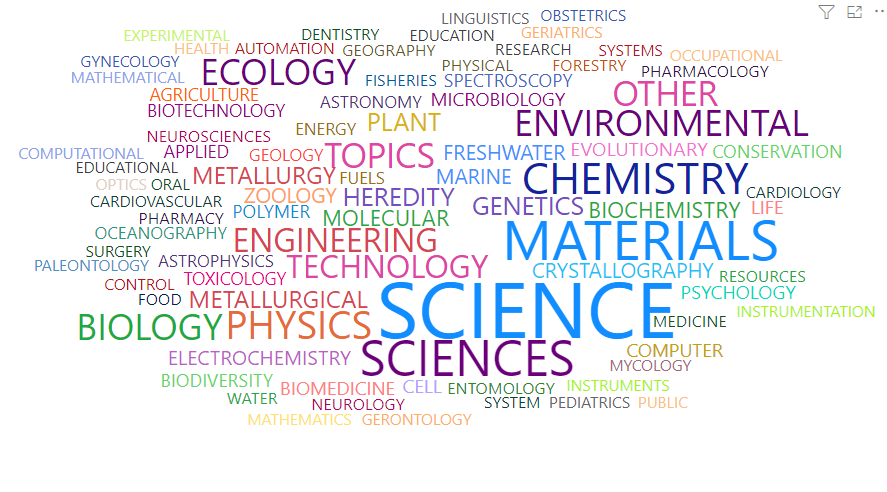 LINGUISTICS OBSTETRICS
EXPERIMENTAL DENTISTRY EDUCATION GERIATRICS
HEALTH AUTOMATION GEOGRAPHY RESEARCH SYSTEMS OCCUPATIONAL
GYNECOLOGY ECOLOGY PHYSICAL FORESTRY PHARMACOLOGY
MATHEMATICAL FISHERIES SPECTROSCOPY
AGRICULTURE ASTRONOMY MICROBIOLOGY OTHER
BIOTECHNOLOGY ENERGY PLANT ENVIRONMENTAL
NEUROSCIENCES
COMPUTATIONAL APPLIED GEOLOGY TOPICS FRESHWATER EVOLUTIONARY CONSERVATION
EDUCATIONAL METALLURGY FUELS MARINE CHEMISTRY
OPTICS ORAL ZOOLOGY HEREDITY GENETICS CARDIOLOGY
CARDIOVASCULAR POLYMER MOLECULAR BIOCHEMISTRY LIFE
PHARMACY
OCEANOGRAPHY ENGINEERING MATERIALS
SURGERY
PALEONTOLOGY ASTROPHYSICS TECHNOLOGY CRYSTALLOGRAPHY RESOURCES
CONTROL TOXICOLOGY PSYCHOLOGY
FOOD METALLURGICAL SCIENCE INSTRUMENTATION
BIOLOGY PHYSICS MEDICINE
ELECTROCHEMISTRY SCIENCES COMPUTER
MYCOLOGY
BIODIVERSITY BIOMEDICINE CELL ENTOMOLOGY INSTRUMENTS
WATER NEUROLOGY SYSTEM PEDIATRICS PUBLIC
MATHEMATICS GERONTOLOGY